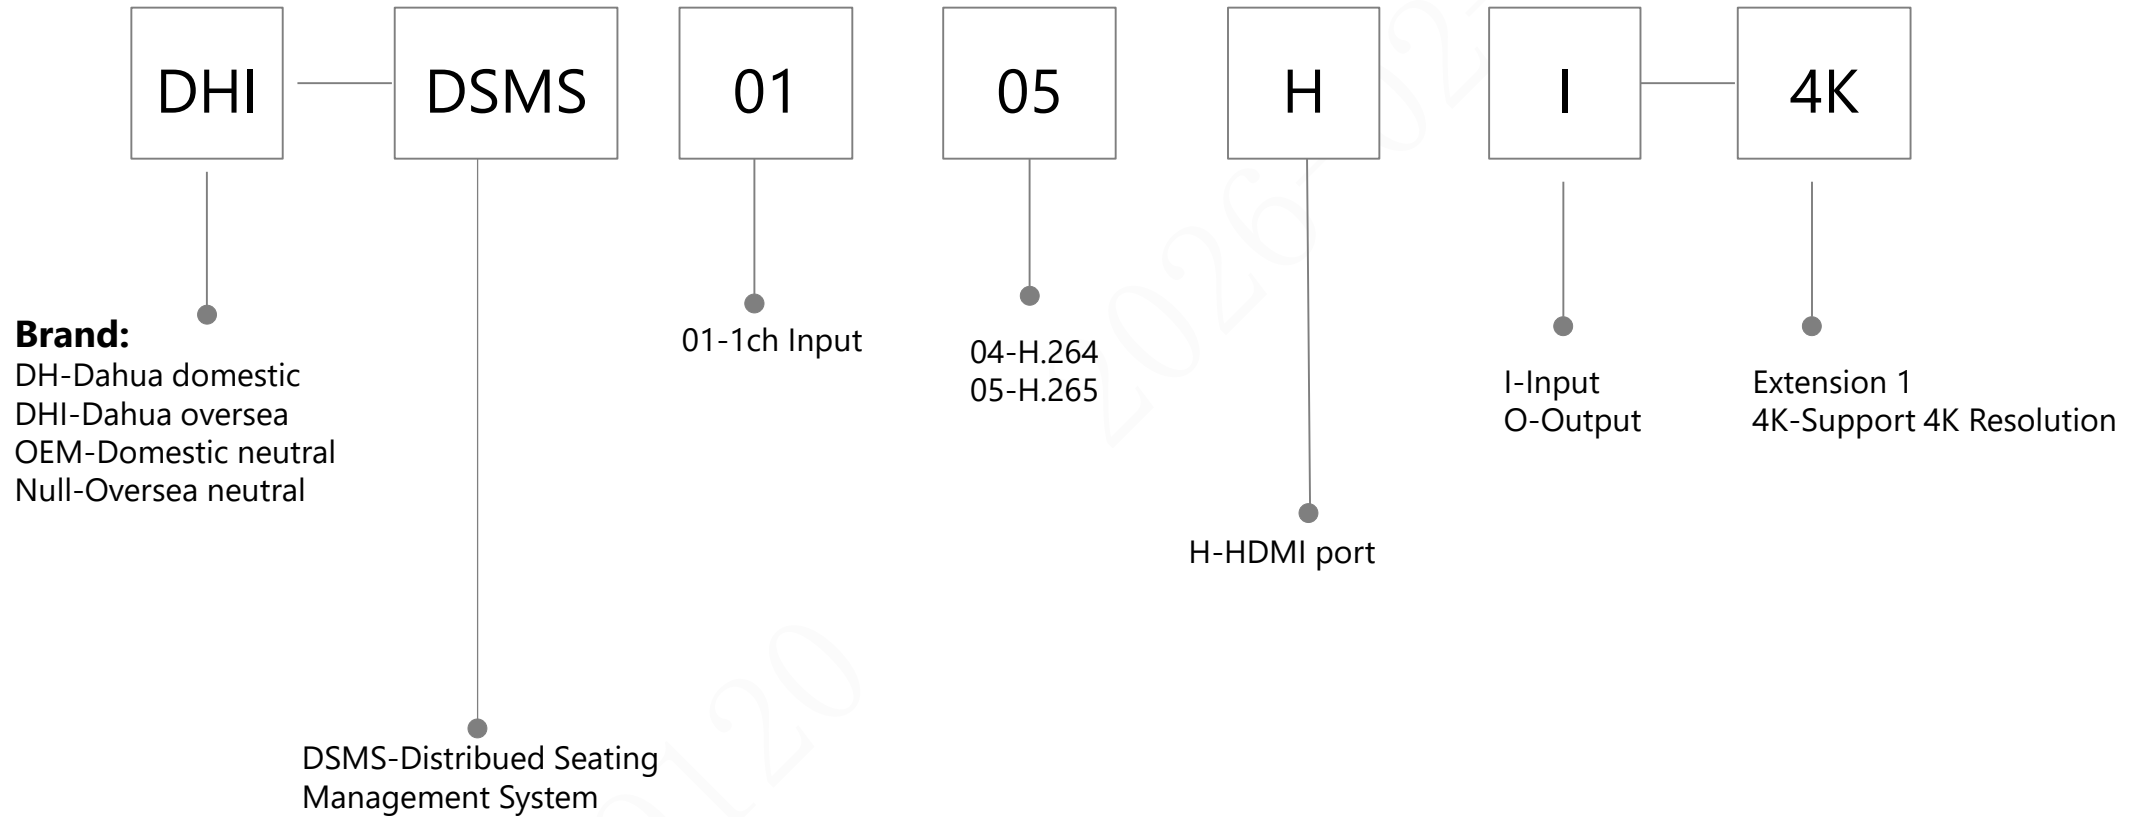 DHI DSMS 01 05 H I 4K
Brand:
DH-Dahua domestic
DHI-Dahua oversea
OEM-Domestic neutral
Null-Oversea neutral
DSMS-Distribued Seating
Management System
01-1ch Input
04-H.264
05-H.265
H-HDMI port
I-Input
O-Output
Extension 1
4K-Support 4K Resolution